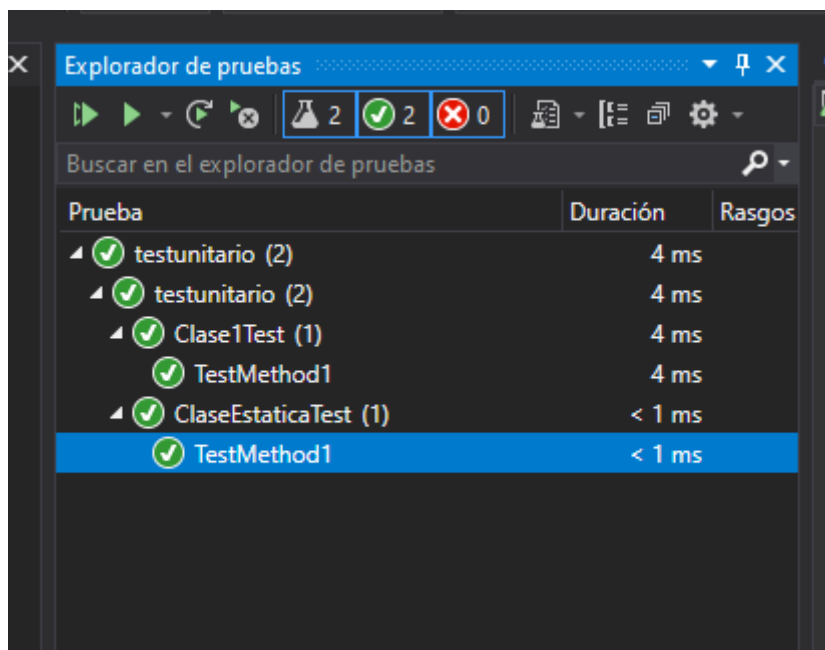 Explorador de pruebas
2 2 0
Buscar en el explorador de pruebas
Prueba Duración Rasgos
testunitario (2) 4 ms
testunitario (2) 4 ms
Clase1Test (1) 4 ms
TestMethod1 4 ms
ClaseEstaticaTest (1) < 1 ms
TestMethod1 < 1 ms